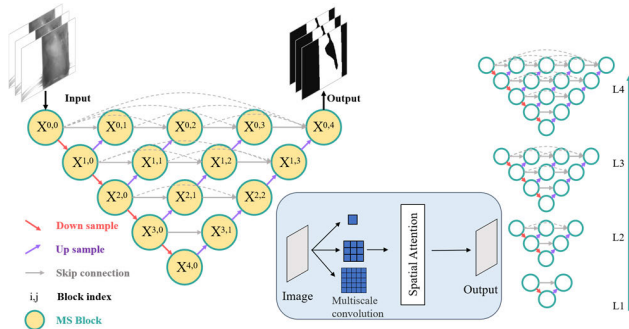 Input
Output
X0,0 X0,1 X0,2 X0,3 X0,4
X1,0 X1,1 X1,2 X1,3
X2,0 X2,1 X2,2
X3,0 X3,1
X4,0
Down sample
Up sample
Skip connection
i,j Block index
MS Block
Image
Multiscale
convolution
Spatial Attention
Output
L4
L3
L2
L1